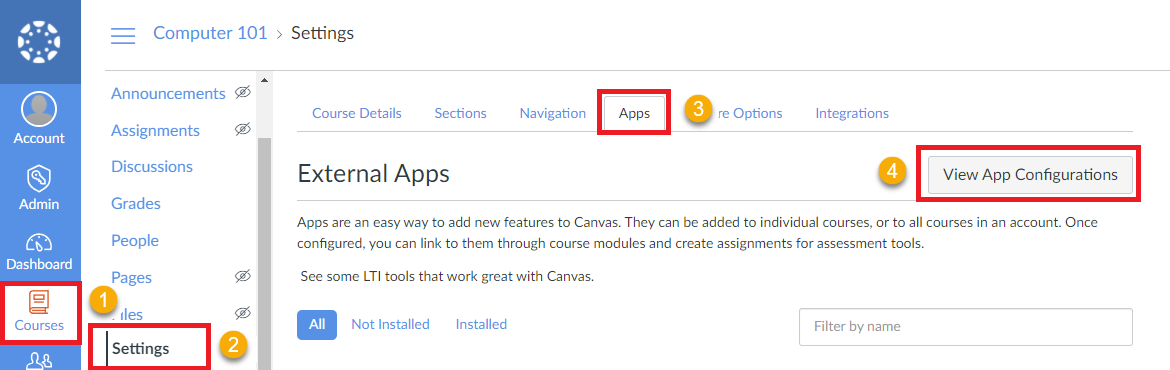 Computer 101 > Settings
Account
Admin
Dashboard
Courses
1
Announcements
Assignments
Discussions
Grades
People
Pages
iles
Settings
2
Course Details
Sections
Navigation
Apps
3
re Options
Integrations
External Apps
4
View App Configurations
Apps are an easy way to add new features to Canvas. They can be added to individual courses, or to all courses in an account. Once
configured, you can link to them through course modules and create assignments for assessment tools.
See some LTI tools that work great with Canvas.
All
Not Installed
Installed
Filter by name